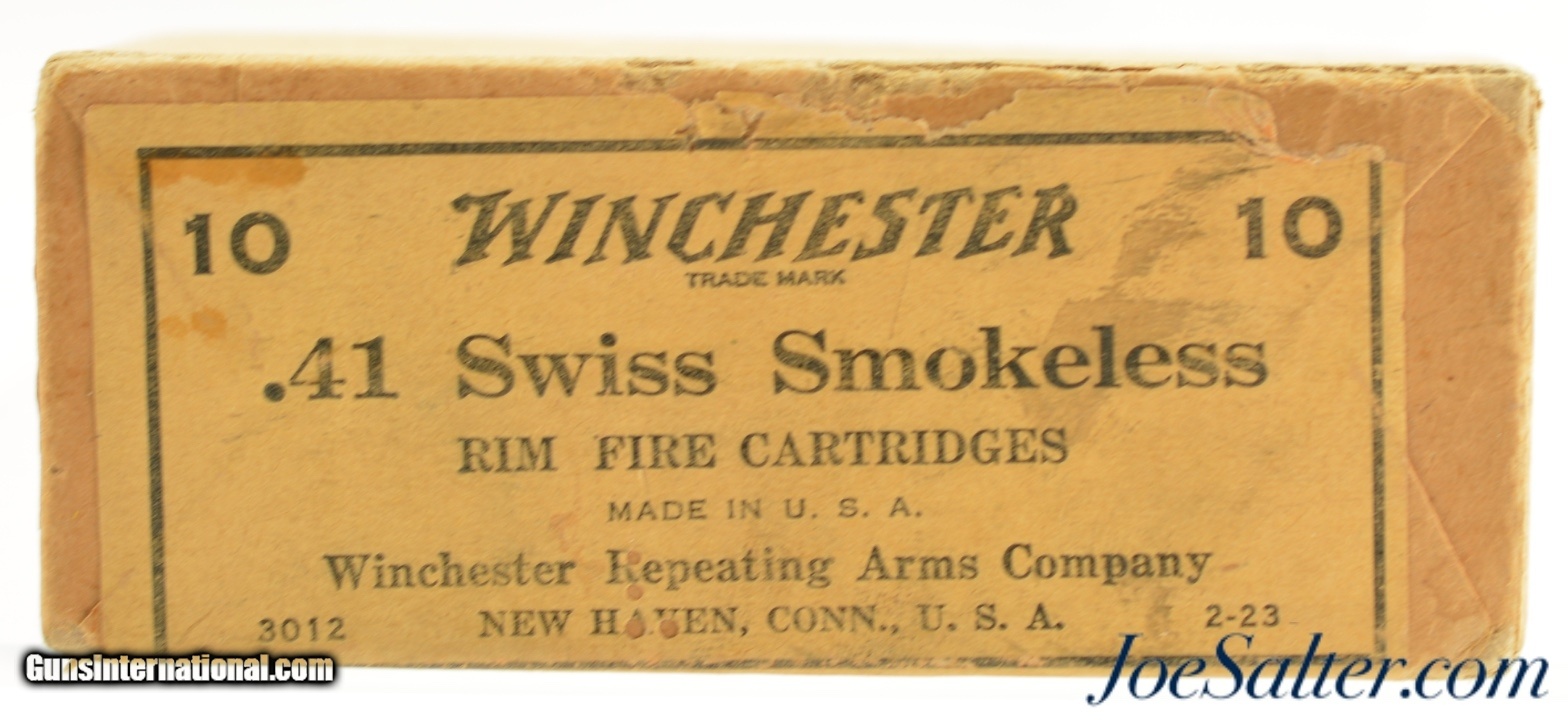 10 WINCHESTER 10
TRADE MARK
.41 Swiss Smokeless
RIM FIRE CARTRIDGES
MADE IN U. S. A.
Winchester Repeating Arms Company
3012 NEW HAVEN, CONN., U. S. A. 2-23
GunsInternational.com
JoeSalter.com